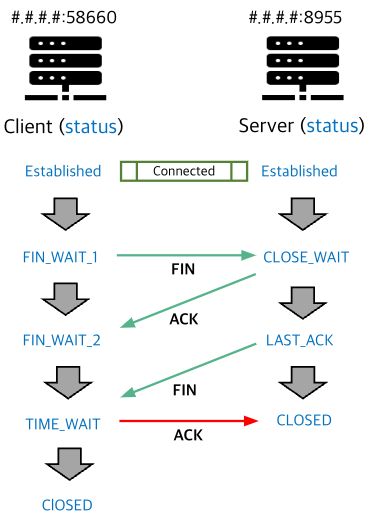 #.#.#.#:58660 #.#.#.#:8955
Client (status) Server (status)
Established Connected Established
FIN_WAIT_1 FIN CLOSE_WAIT
ACK
FIN_WAIT_2 LAST_ACK
FIN
TIME_WAIT ACK CLOSED
ClOSED